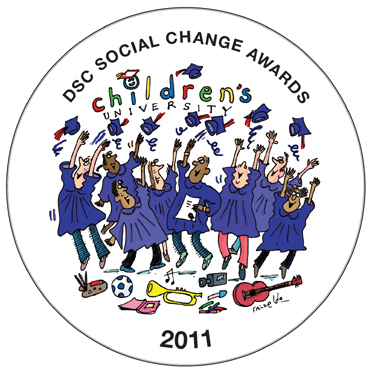 DSC SOCIAL CHANGE AWARDS
children's
UNIVERSITY
2011